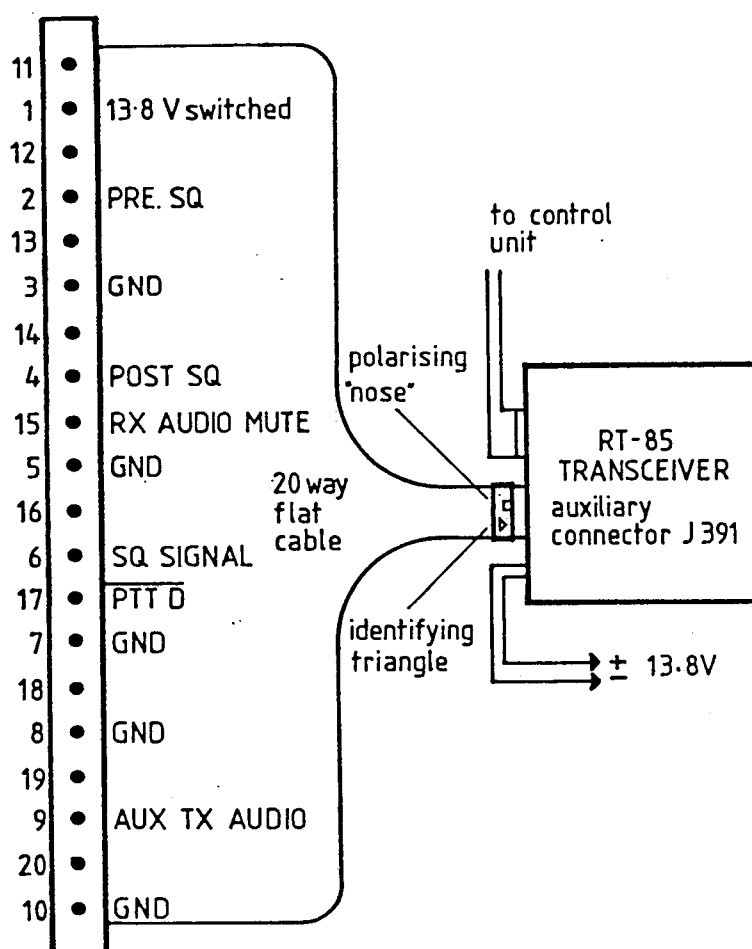 11
1 13·8 V switched
12
2 PRE. SQ
13
3 GND
14
4 POST SQ
15 RX AUDIO MUTE
5 GND
16
6 SQ SIGNAL
17 PTT D
7 GND
18
8 GND
19
9 AUX TX AUDIO
20
10 GND
20 way
flat
cable
polarising
"nose"
identifying
triangle
to control
unit
RT-85
TRANSCEIVER
auxiliary
connector J391
+ 13.8V
-